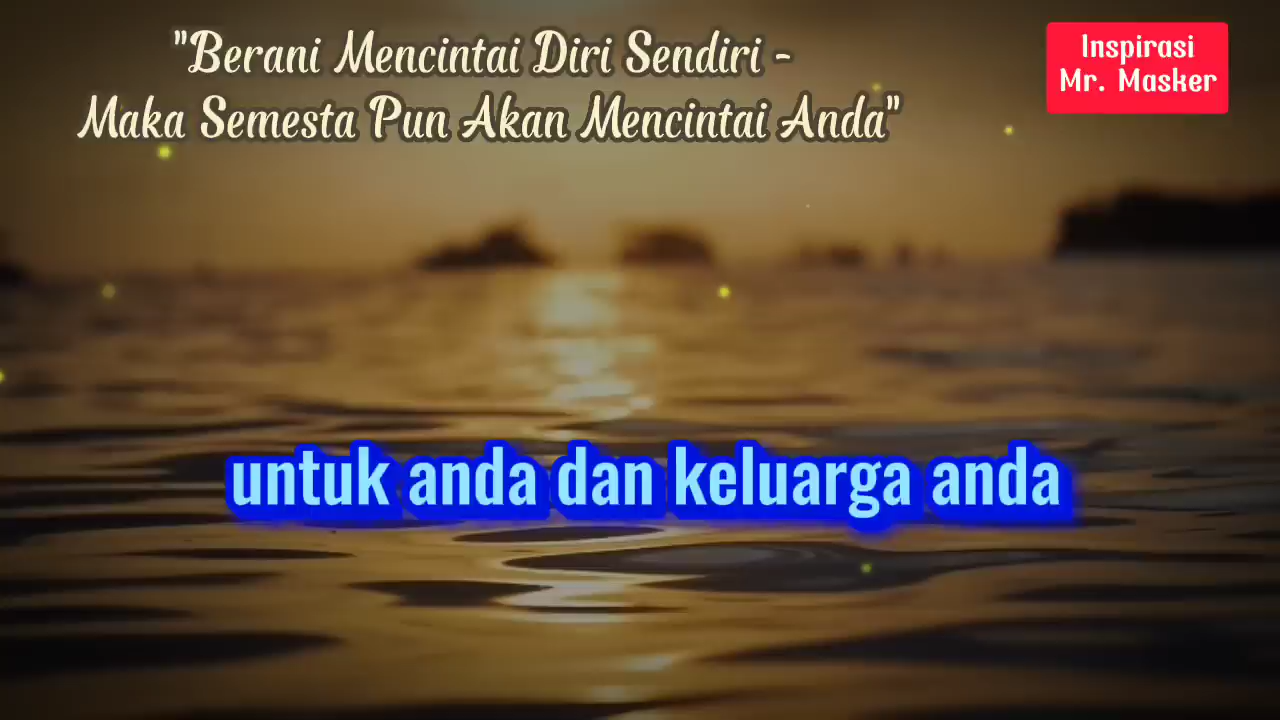 "Berani Mencintai Diri Sendiri -
Maka Semesta Pun Akan Mencintai Anda"
Inspirasi
Mr. Masker
untuk anda dan keluarga anda